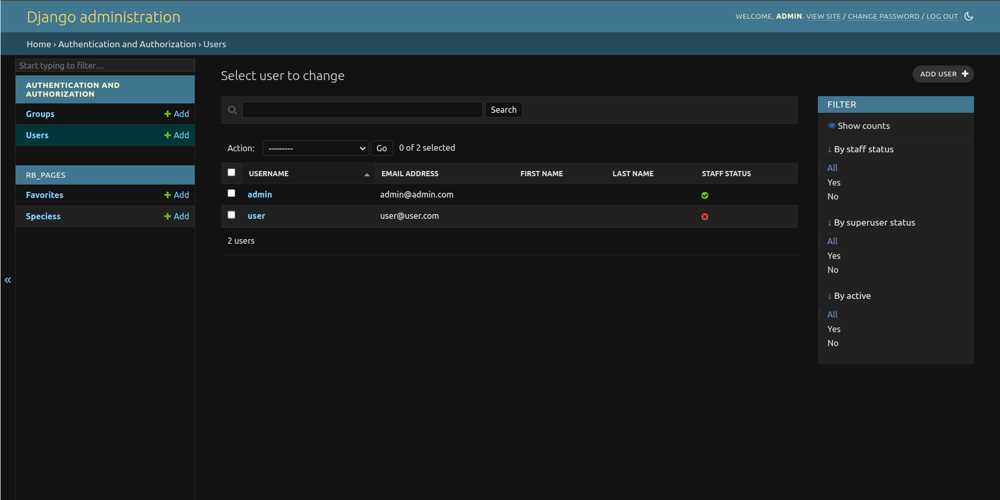 Django administration
WELCOME, ADMIN. VIEW SITE / CHANGE PASSWORD / LOG OUT
Home › Authentication and Authorization › Users
Start typing to filter…
AUTHENTICATION AND
AUTHORIZATION
Groups + Add
Users + Add
RB_PAGES
Favorites + Add
Speciess + Add
«
Select user to change
ADD USER +
Search
Action: --------- Go 0 of 2 selected
USERNAME EMAIL ADDRESS FIRST NAME LAST NAME STAFF STATUS
admin admin@admin.com
user user@user.com
2 users
FILTER
Show counts
↓ By staff status
All
Yes
No
↓ By superuser status
All
Yes
No
↓ By active
All
Yes
No